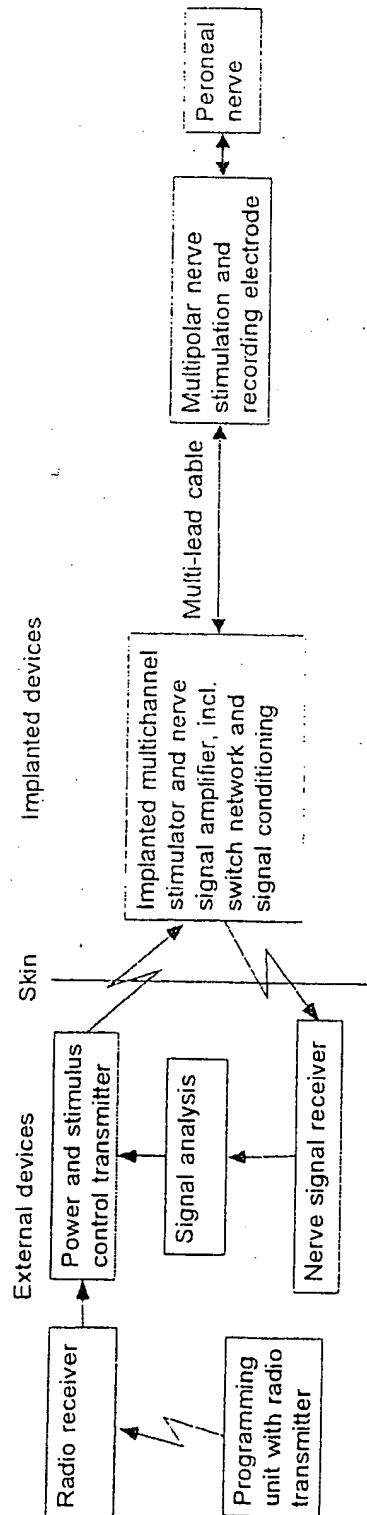 External devices
Skin
Implanted devices
Radio receiver
Power and stimulus
control transmitter
Signal analysis
Nerve signal receiver
Programming
unit with radio
transmitter
Implanted multichannel
stimulator and nerve
signal amplifier, incl.
switch network and
signal conditioning
Multi-lead cable
Multipolar nerve
stimulation and
recording electrode
Peroneal
nerve